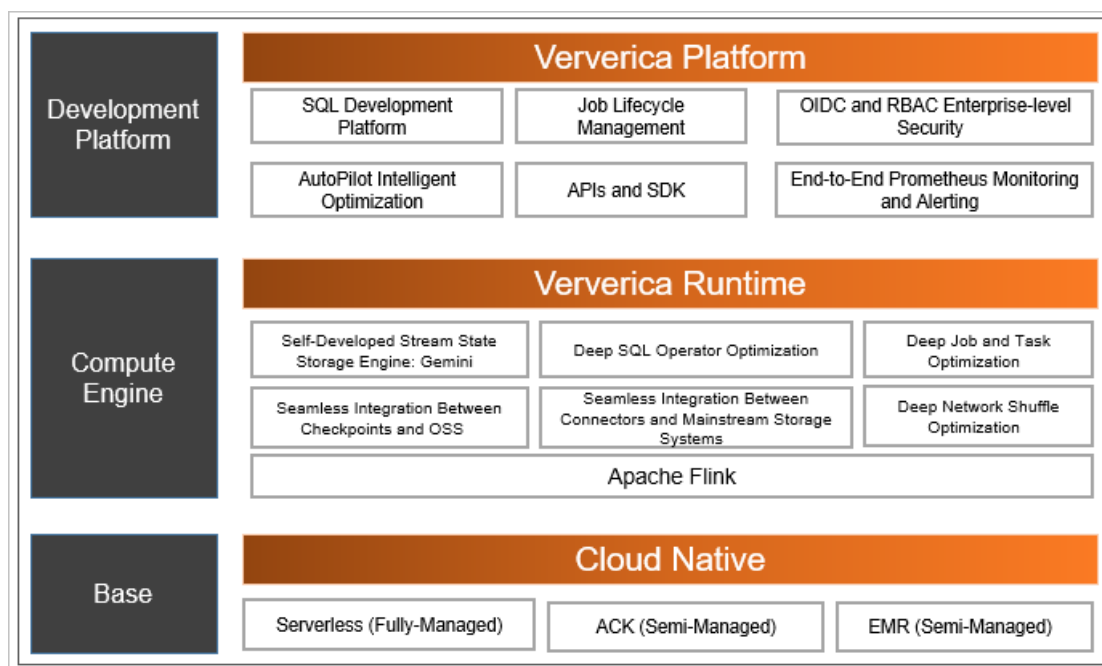 Development
Platform
Ververica Platform
SQL Development
Platform
Job Lifecycle
Management
OIDC and RBAC Enterprise-level
Security
AutoPilot Intelligent
Optimization
APIs and SDK
End-to-End Prometheus Monitoring
and Alerting
Compute
Engine
Ververica Runtime
Self-Developed Stream State
Storage Engine: Gemini
Deep SQL Operator Optimization
Deep Job and Task
Optimization
Seamless Integration Between
Checkpoints and OSS
Seamless Integration Between
Connectors and Mainstream Storage
Systems
Deep Network Shuffle
Optimization
Apache Flink
Base
Cloud Native
Serverless (Fully-Managed)
ACK (Semi-Managed)
EMR (Semi-Managed)